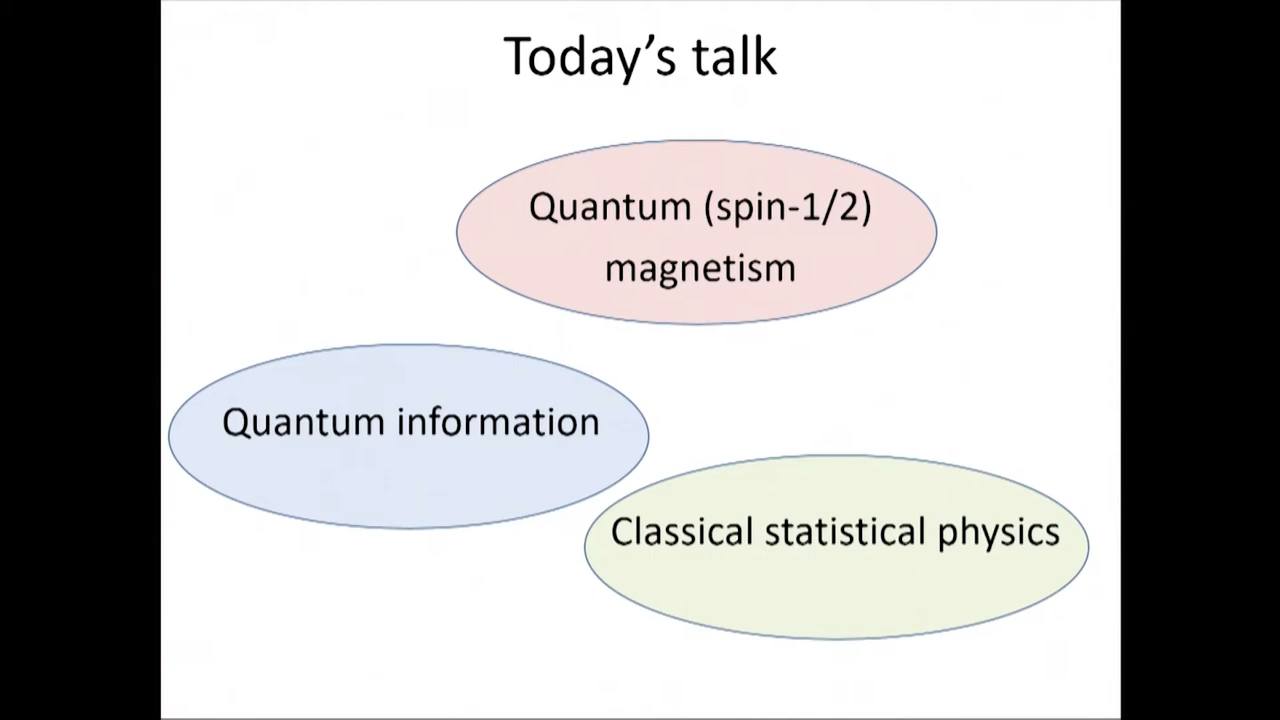 Today’s talk
Quantum (spin-1/2)
magnetism
Quantum information
Classical statistical physics